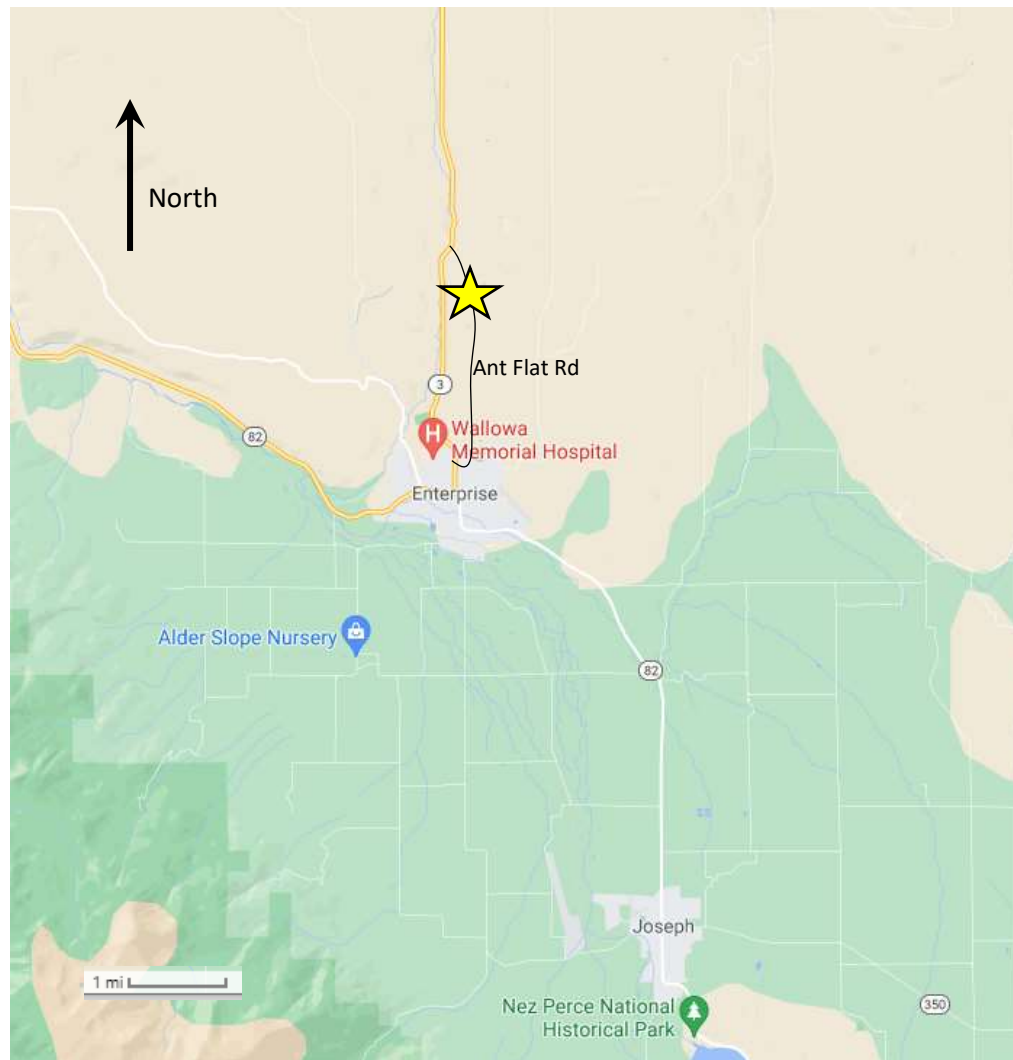 North
Ant Flat Rd
3
Wallowa
Memorial Hospital
82
Enterprise
Alder Slope Nursery
82
Joseph
1 mi
Nez Perce National
Historical Park
350